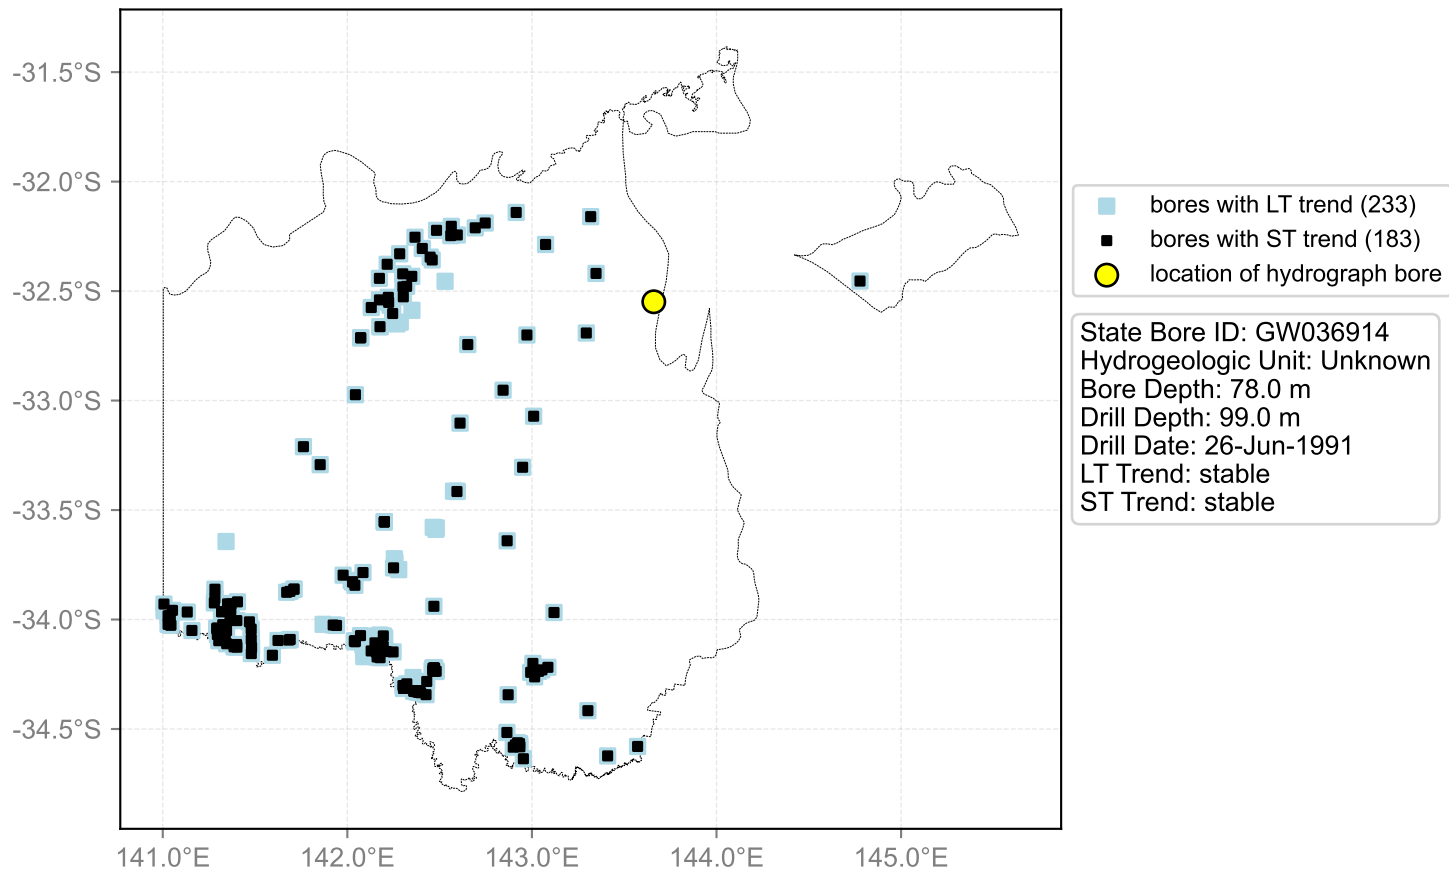 -31.5°S
-32.0°S
-32.5°S
-33.0°S
-33.5°S
-34.0°S
-34.5°S
141.0°E 142.0°E 143.0°E 144.0°E 145.0°E
bores with LT trend (233)
bores with ST trend (183)
location of hydrograph bore
State Bore ID: GW036914
Hydrogeologic Unit: Unknown
Bore Depth: 78.0 m
Drill Depth: 99.0 m
Drill Date: 26-Jun-1991
LT Trend: stable
ST Trend: stable